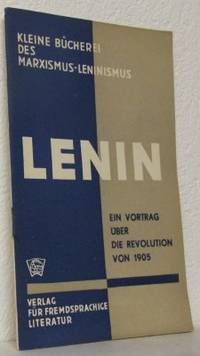 KLEINE BÜCHEREI
DES
MARXISMUS-LENINISMUS
LENIN
EIN VORTRAG
ÜBER
DIE REVOLUTION
VON 1905
VERLAG
FÜR FREMDSPRACHIGE
LITERATUR